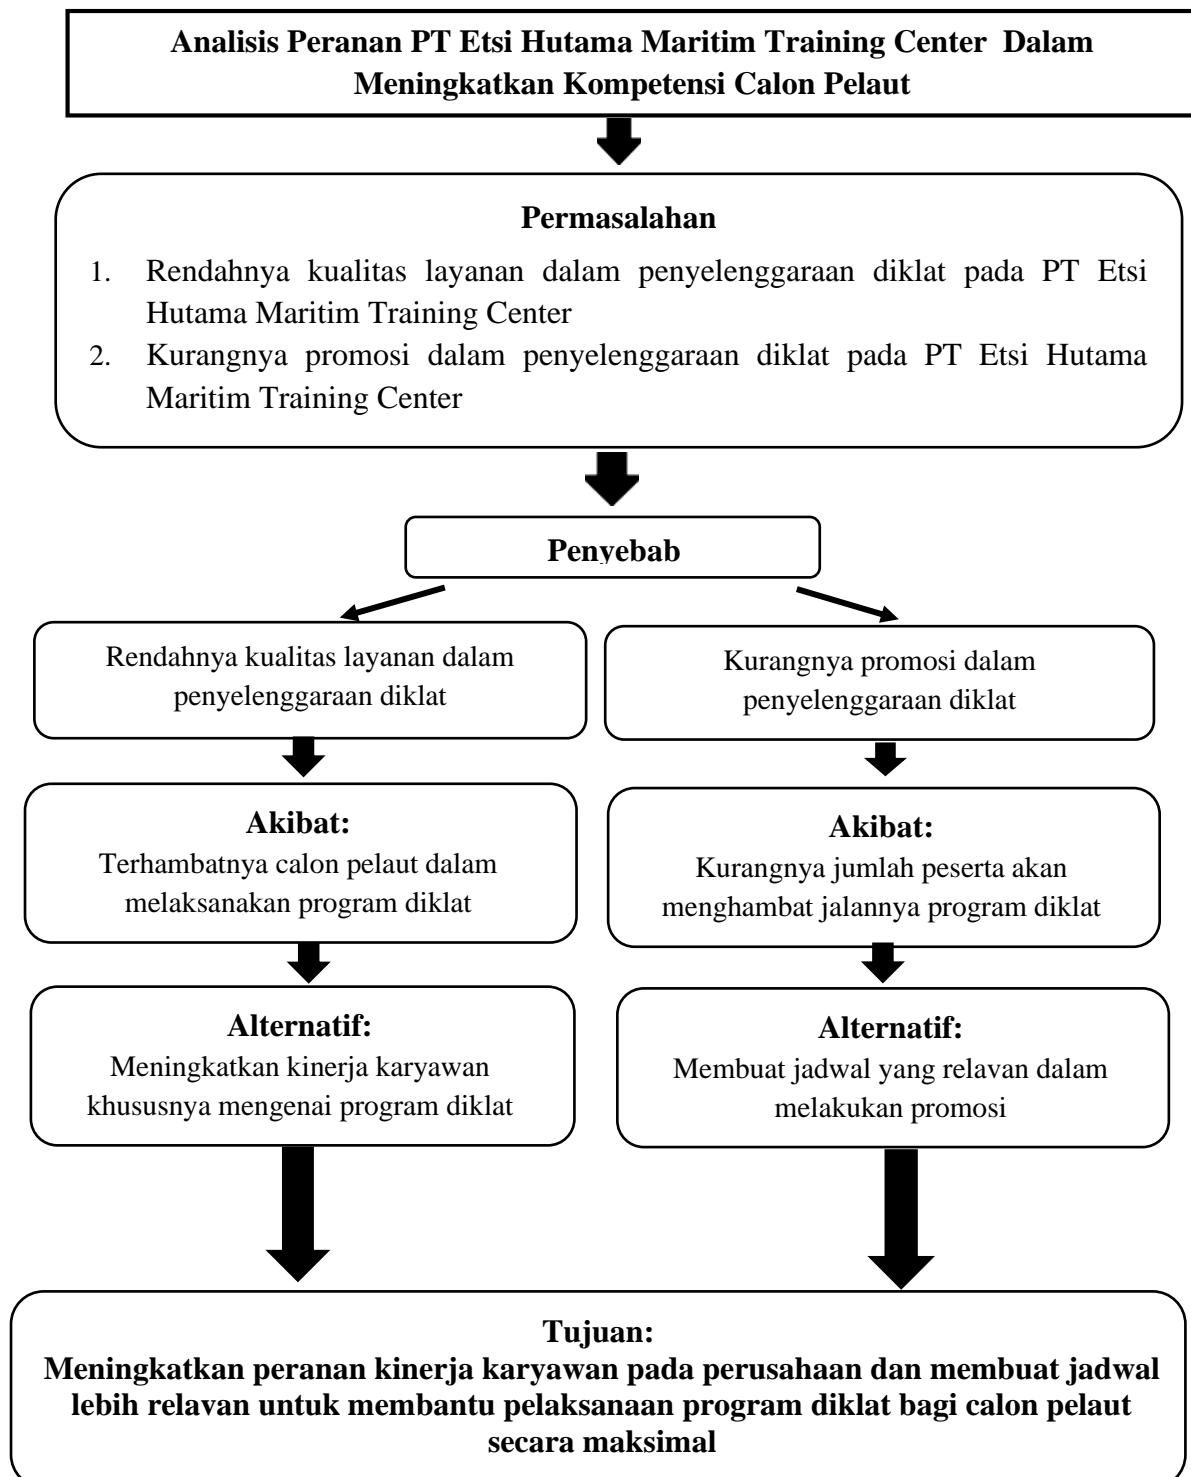 Analisis Peranan PT Etsi Hutama Maritim Training Center Dalam
Meningkatkan Kompetensi Calon Pelaut
Permasalahan
1. Rendahnya kualitas layanan dalam penyelenggaraan diklat pada PT Etsi
Hutama Maritim Training Center
2. Kurangnya promosi dalam penyelenggaraan diklat pada PT Etsi Hutama
Maritim Training Center
Penyebab
Rendahnya kualitas layanan dalam
penyelenggaraan diklat
Kurangnya promosi dalam
penyelenggaraan diklat
Akibat:
Terhambatnya calon pelaut dalam
melaksanakan program diklat
Akibat:
Kurangnya jumlah peserta akan
menghambat jalannya program diklat
Alternatif:
Meningkatkan kinerja karyawan
khususnya mengenai program diklat
Alternatif:
Membuat jadwal yang relavan dalam
melakukan promosi
Tujuan:
Meningkatkan peranan kinerja karyawan pada perusahaan dan membuat jadwal
lebih relavan untuk membantu pelaksanaan program diklat bagi calon pelaut
secara maksimal